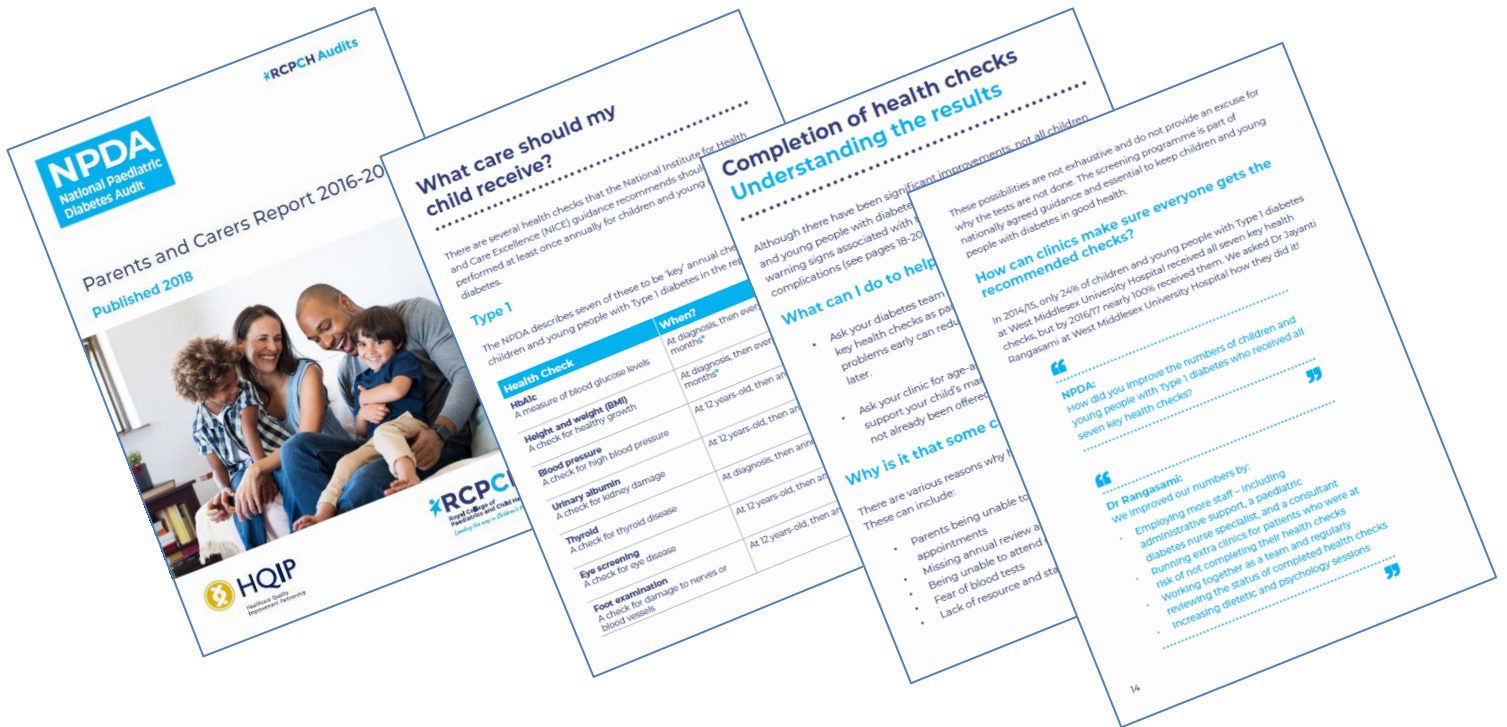 RCPCH Audits
NPDA
National Paediatric
Diabetes Audit
Parents and Carers Report 2016-20
Published 2018
RCPC
Royal College of
Paediatrics and Child He
Leading the way in Children's H
HQIP
Healthcare Quality
Improvement Partnership
What care should my
child receive?
There are several health checks that the National Institute for Health
and Care Excellence (NICE) guidance recommends shoul
performed at least once annually for children and young
diabetes.
Type 1
The NPDA describes seven of these to be 'key' annual che
children and young people with Type 1 diabetes in the rep
Health Check When?
HbA1c At diagnosis, then every
A measure of blood glucose levels months*
Height and weight (BMI) At diagnosis, then every
A check for healthy growth months*
Blood pressure At 12 years-old, then an
A check for high blood pressure
Urinary albumin At 12 years-old, then an
A check for kidney damage
Thyroid At diagnosis, then ann
A check for thyroid disease
Eye screening At 12 years-old, then an
A check for eye disease
Foot examination At 12 years-old, then an
A check for damage to nerves or
blood vessels
Completion of health checks
Understanding the results
Although there have been significant improvements, not all children
and young people with diabete
warning signs associated with
complications (see pages 18-20
What can I do to help
• Ask your diabetes team
key health checks as pa
problems early can redu
later.
• Ask your clinic for age-a
support your child's ma
not already been offered
Why is it that some c
There are various reasons why
These can include:
• Parents being unable to
appointments
• Missing annual review a
• Being unable to attend
• Fear of blood tests
• Lack of resource and sta
These possibilities are not exhaustive and do not provide an excuse for
why the tests are not done. The screening programme is part of
nationally agreed guidance and essential to keep children and young
people with diabetes in good health.
How can clinics make sure everyone gets the
recommended checks?
In 2014/15, only 24% of children and young people with Type 1 diabetes
at West Middlesex University Hospital received all seven key health
checks, but by 2016/17 nearly 100% received them. We asked Dr Jayanti
Rangasami at West Middlesex University Hospital how they did it!
❝
NPDA:
How did you improve the numbers of children and
young people with Type 1 diabetes who received all
seven key health checks?
❞
❝
Dr Rangasami:
We improved our numbers by:
• Employing more staff – including
administrative support, a paediatric
diabetes nurse specialist, and a consultant
• Running extra clinics for patients who were at
risk of not completing their health checks
• Working together as a team and regularly
reviewing the status of completed health checks
• Increasing dietetic and psychology sessions
❞
14